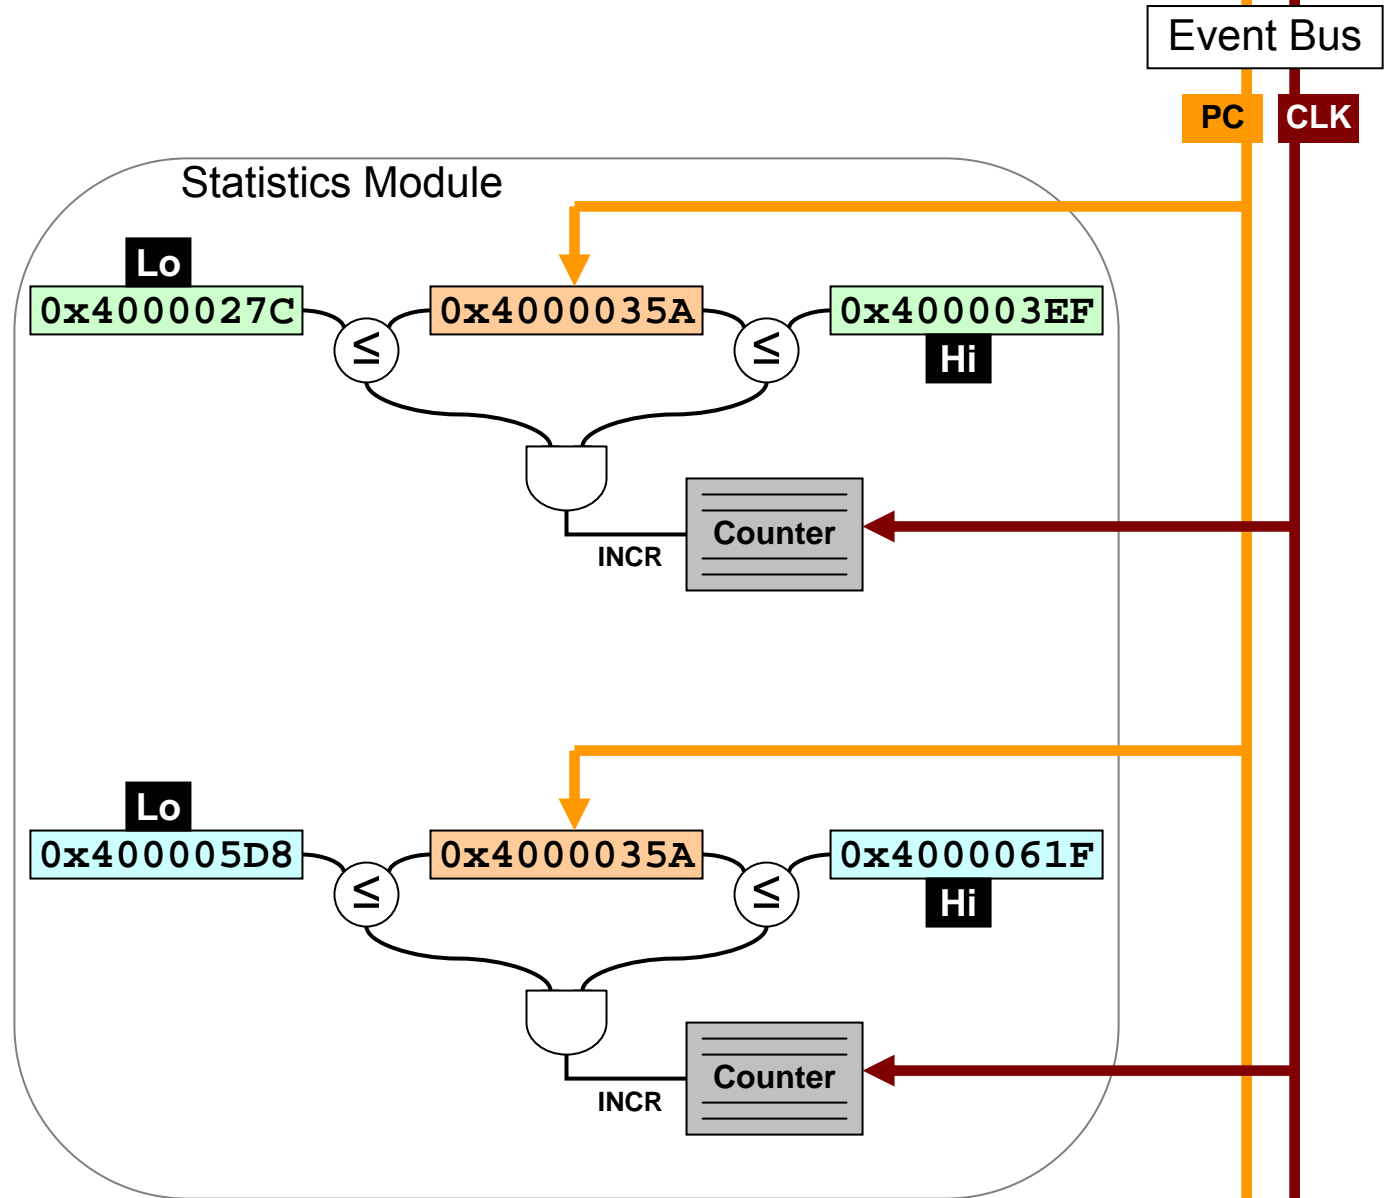 Event Bus
PC
CLK
Statistics Module
Lo
0x4000027C
0x4000035A
0x400003EF
≤
≤
Hi
Counter
INCR
Lo
0x400005D8
0x4000035A
0x4000061F
≤
≤
Hi
Counter
INCR